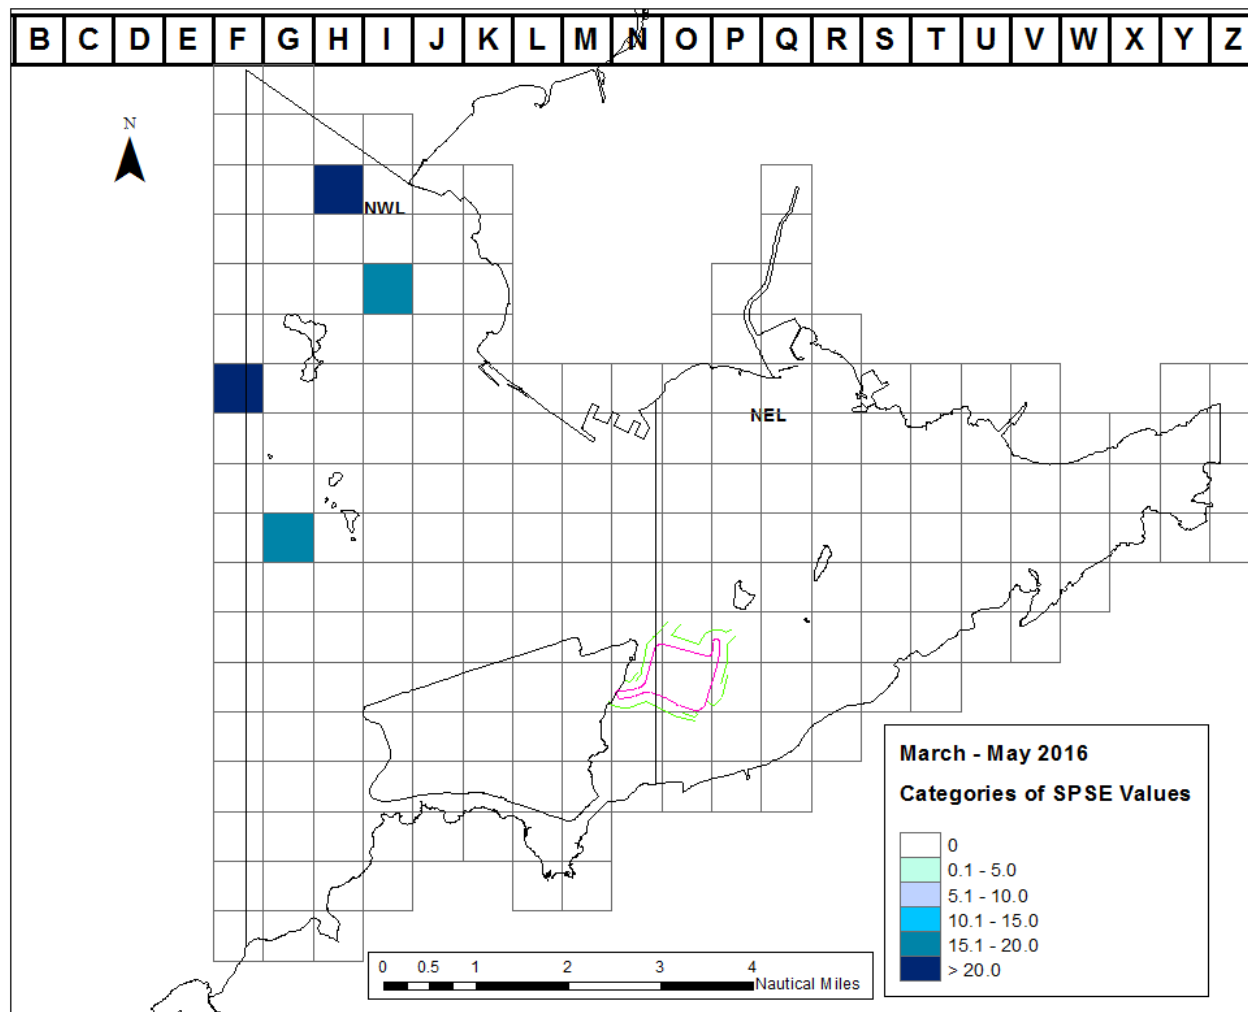 B C D E F G H I J K L M N O P Q R S T U V W X Y Z
N
NWL
NEL
March - May 2016
Categories of SPSE Values
0
0.1 - 5.0
5.1 - 10.0
10.1 - 15.0
15.1 - 20.0
> 20.0
0 0.5 1 2 3 4
Nautical Miles